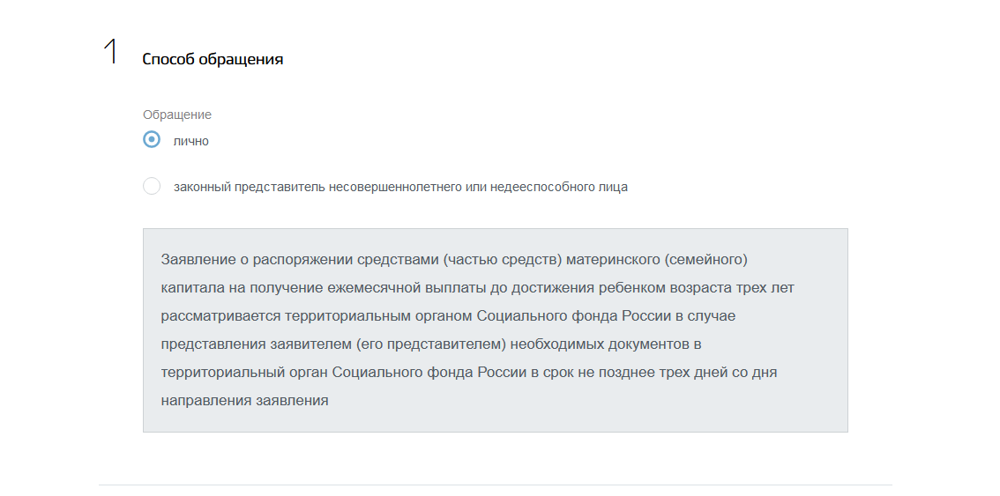 1
Способ обращения
Обращение
лично
законный представитель несовершеннолетнего или недееспособного лица
Заявление о распоряжении средствами (частью средств) материнского (семейного)
капитала на получение ежемесячной выплаты до достижения ребенком возраста трех лет
рассматривается территориальным органом Социального фонда России в случае
представления заявителем (его представителем) необходимых документов в
территориальный орган Социального фонда России в срок не позднее трех дней со дня
направления заявления